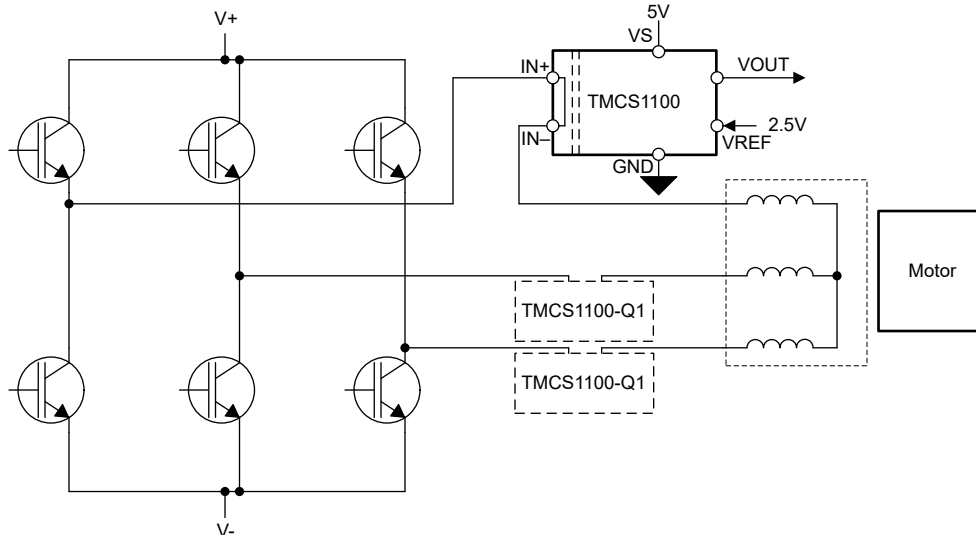 V+
5V
VS
IN+
VOUT
TMCS1100
2.5V
IN–
VREF
GND
Motor
TMCS1100-Q1
TMCS1100-Q1
V-